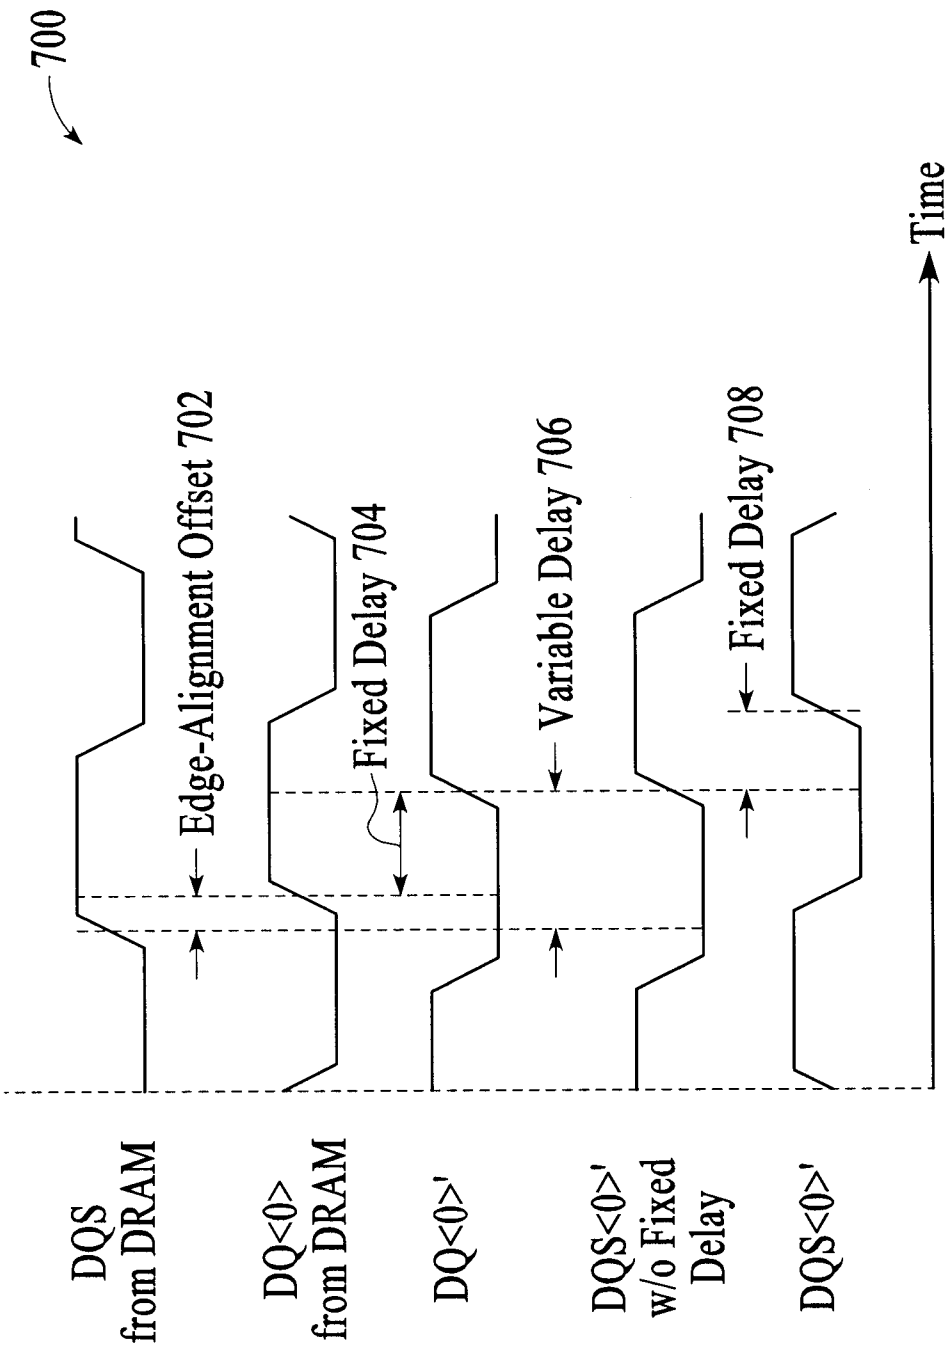 700
DQS
from DRAM
Edge-Alignment Offset 702
DQ<0>
from DRAM
Fixed Delay 704
DQ<0>'
Variable Delay 706
DQS<0>'
w/o Fixed
Delay
Fixed Delay 708
DQS<0>'
Time